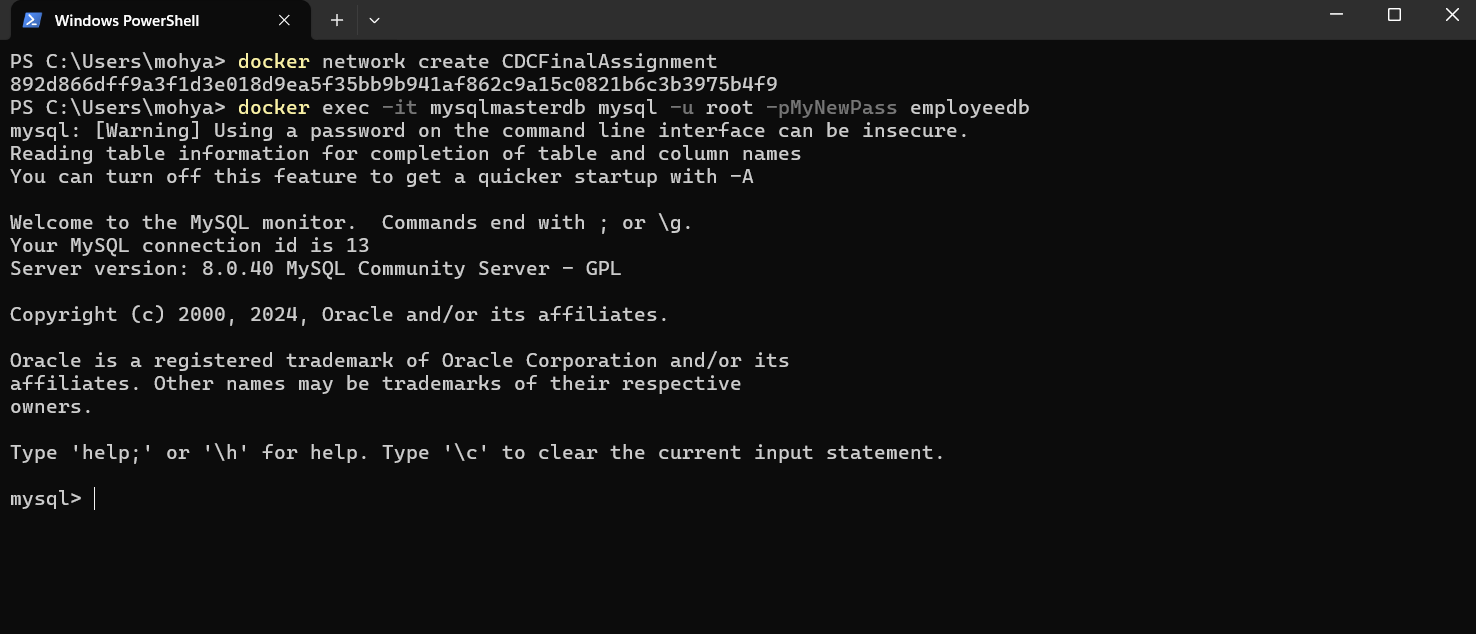 Windows PowerShell
PS C:\Users\mohya> docker network create CDCFinalAssignment
892d866dff9a3f1d3e018d9ea5f35bb9b941af862c9a15c0821b6c3b3975b4f9
PS C:\Users\mohya> docker exec -it mysqlmasterdb mysql -u root -pMyNewPass employeedb
mysql: [Warning] Using a password on the command line interface can be insecure.
Reading table information for completion of table and column names
You can turn off this feature to get a quicker startup with -A
Welcome to the MySQL monitor.  Commands end with ; or \g.
Your MySQL connection id is 13
Server version: 8.0.40 MySQL Community Server - GPL
Copyright (c) 2000, 2024, Oracle and/or its affiliates.
Oracle is a registered trademark of Oracle Corporation and/or its
affiliates. Other names may be trademarks of their respective
owners.
Type 'help;' or '\h' for help. Type '\c' to clear the current input statement.
mysql>